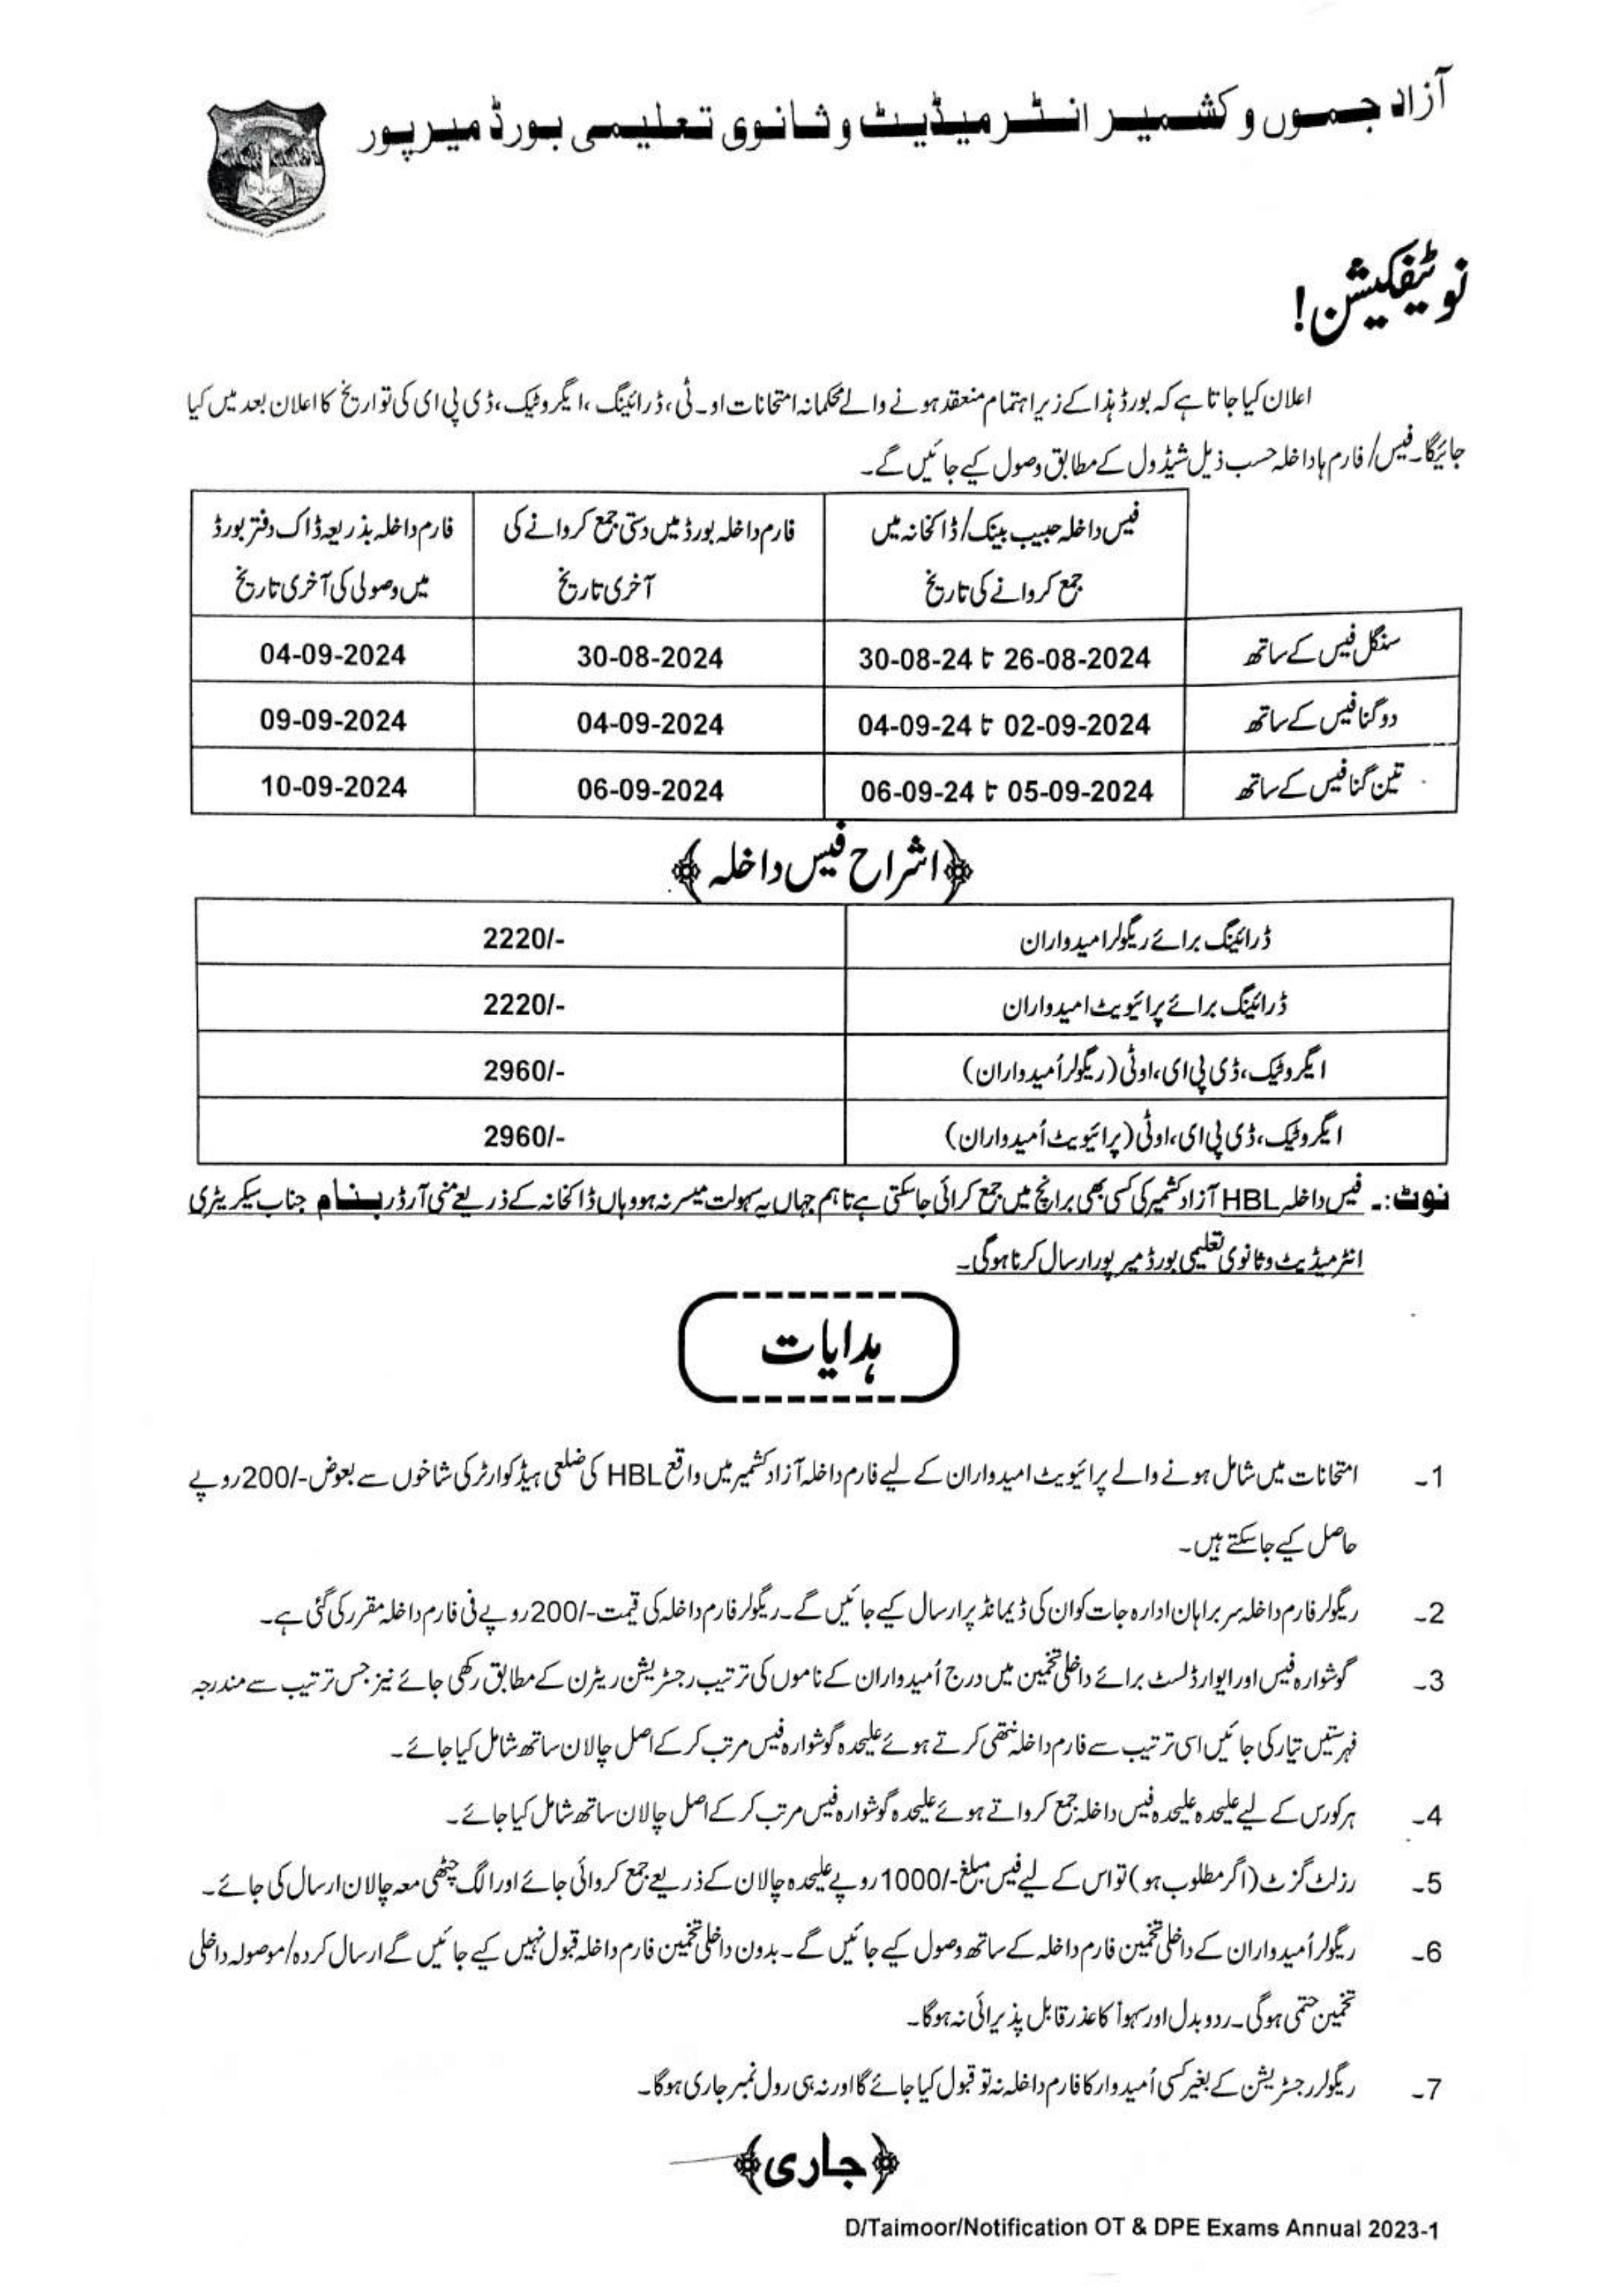 آزاد جموں و کشمیر انٹرمیڈیٹ و ثانوی تعلیمی بورڈ میرپور
نوٹیفکیشن!
اعلان کیا جاتا ہے کہ بورڈ ہذا کے زیر اہتمام منعقد ہونے والے محکمانہ امتحانات او۔ٹی، ڈرائینگ، ایگروٹیک، ڈی پی ای کی تواریخ کا اعلان بعد میں کیا
جائیگا۔ فیس/فارم ہا داخلہ حسب ذیل شیڈول کے مطابق وصول کیے جائیں گے۔
فیس داخلہ حبیب بینک/ڈاکخانہ میں جمع کروانے کی تاریخ | فارم داخلہ بورڈ میں دستی جمع کروانے کی آخری تاریخ | فارم داخلہ بذریعہ ڈاک دفتر بورڈ میں وصولی کی آخری تاریخ
سنگل فیس کے ساتھ | 26-08-2024 تا 30-08-24 | 30-08-2024 | 04-09-2024
دوگنا فیس کے ساتھ | 02-09-2024 تا 04-09-24 | 04-09-2024 | 09-09-2024
تین گنا فیس کے ساتھ | 05-09-2024 تا 06-09-24 | 06-09-2024 | 10-09-2024
﴿اشراح فیس داخلہ﴾
ڈرائینگ برائے ریگولر امیدواران | 2220/-
ڈرائینگ برائے پرائیویٹ امیدواران | 2220/-
ایگروٹیک، ڈی پی ای، اوٹی (ریگولر اُمیدواران) | 2960/-
ایگروٹیک، ڈی پی ای، اوٹی (پرائیویٹ اُمیدواران) | 2960/-
نوٹ:۔ فیس داخلہ HBL آزاد کشمیر کی کسی بھی برانچ میں جمع کرائی جاسکتی ہے تاہم جہاں یہ سہولت میسر نہ ہو وہاں ڈاکخانہ کے ذریعے منی آرڈر بنام جناب سیکریٹری
انٹرمیڈیٹ و ثانوی تعلیمی بورڈ میرپور ارسال کرنا ہوگی۔
ہدایات
1۔ امتحانات میں شامل ہونے والے پرائیویٹ امیدواران کے لیے فارم داخلہ آزاد کشمیر میں واقع HBL کی ضلعی ہیڈکوارٹر کی شاخوں سے بعوض -/200 روپے
حاصل کیے جاسکتے ہیں۔
2۔ ریگولر فارم داخلہ سربراہان ادارہ جات کو ان کی ڈیمانڈ پر ارسال کیے جائیں گے۔ ریگولر فارم داخلہ کی قیمت -/200 روپے فی فارم داخلہ مقرر کی گئی ہے۔
3۔ گوشوارہ فیس اور ایوارڈ لسٹ برائے داخلی تخمین میں درج اُمیدواران کے ناموں کی ترتیب رجسٹریشن ریٹرن کے مطابق رکھی جائے نیز جس ترتیب سے مندرجہ
فہرستیں تیار کی جائیں اسی ترتیب سے فارم داخلہ نتھی کرتے ہوئے علیحدہ گوشوارہ فیس مرتب کر کے اصل چالان ساتھ شامل کیا جائے۔
4۔ ہر کورس کے لیے علیحدہ علیحدہ فیس داخلہ جمع کرواتے ہوئے علیحدہ گوشوارہ فیس مرتب کر کے اصل چالان ساتھ شامل کیا جائے۔
5۔ رزلٹ گزٹ (اگر مطلوب ہو) تو اس کے لیے فیس مبلغ -/1000 روپے علیحدہ چالان کے ذریعے جمع کروائی جائے اور الگ چٹھی معہ چالان ارسال کی جائے۔
6۔ ریگولر اُمیدواران کے داخلی تخمین فارم داخلہ کے ساتھ وصول کیے جائیں گے۔ بدون داخلی تخمین فارم داخلہ قبول نہیں کیے جائیں گے ارسال کردہ/موصولہ داخلی
تخمین حتمی ہوگی۔ ردوبدل اور سہواً کا عذر قابل پذیرائی نہ ہوگا۔
7۔ ریگولر رجسٹریشن کے بغیر کسی اُمیدوار کا فارم داخلہ نہ تو قبول کیا جائے گا اور نہ ہی رول نمبر جاری ہوگا۔
﴿جاری﴾
D/Taimoor/Notification OT & DPE Exams Annual 2023-1